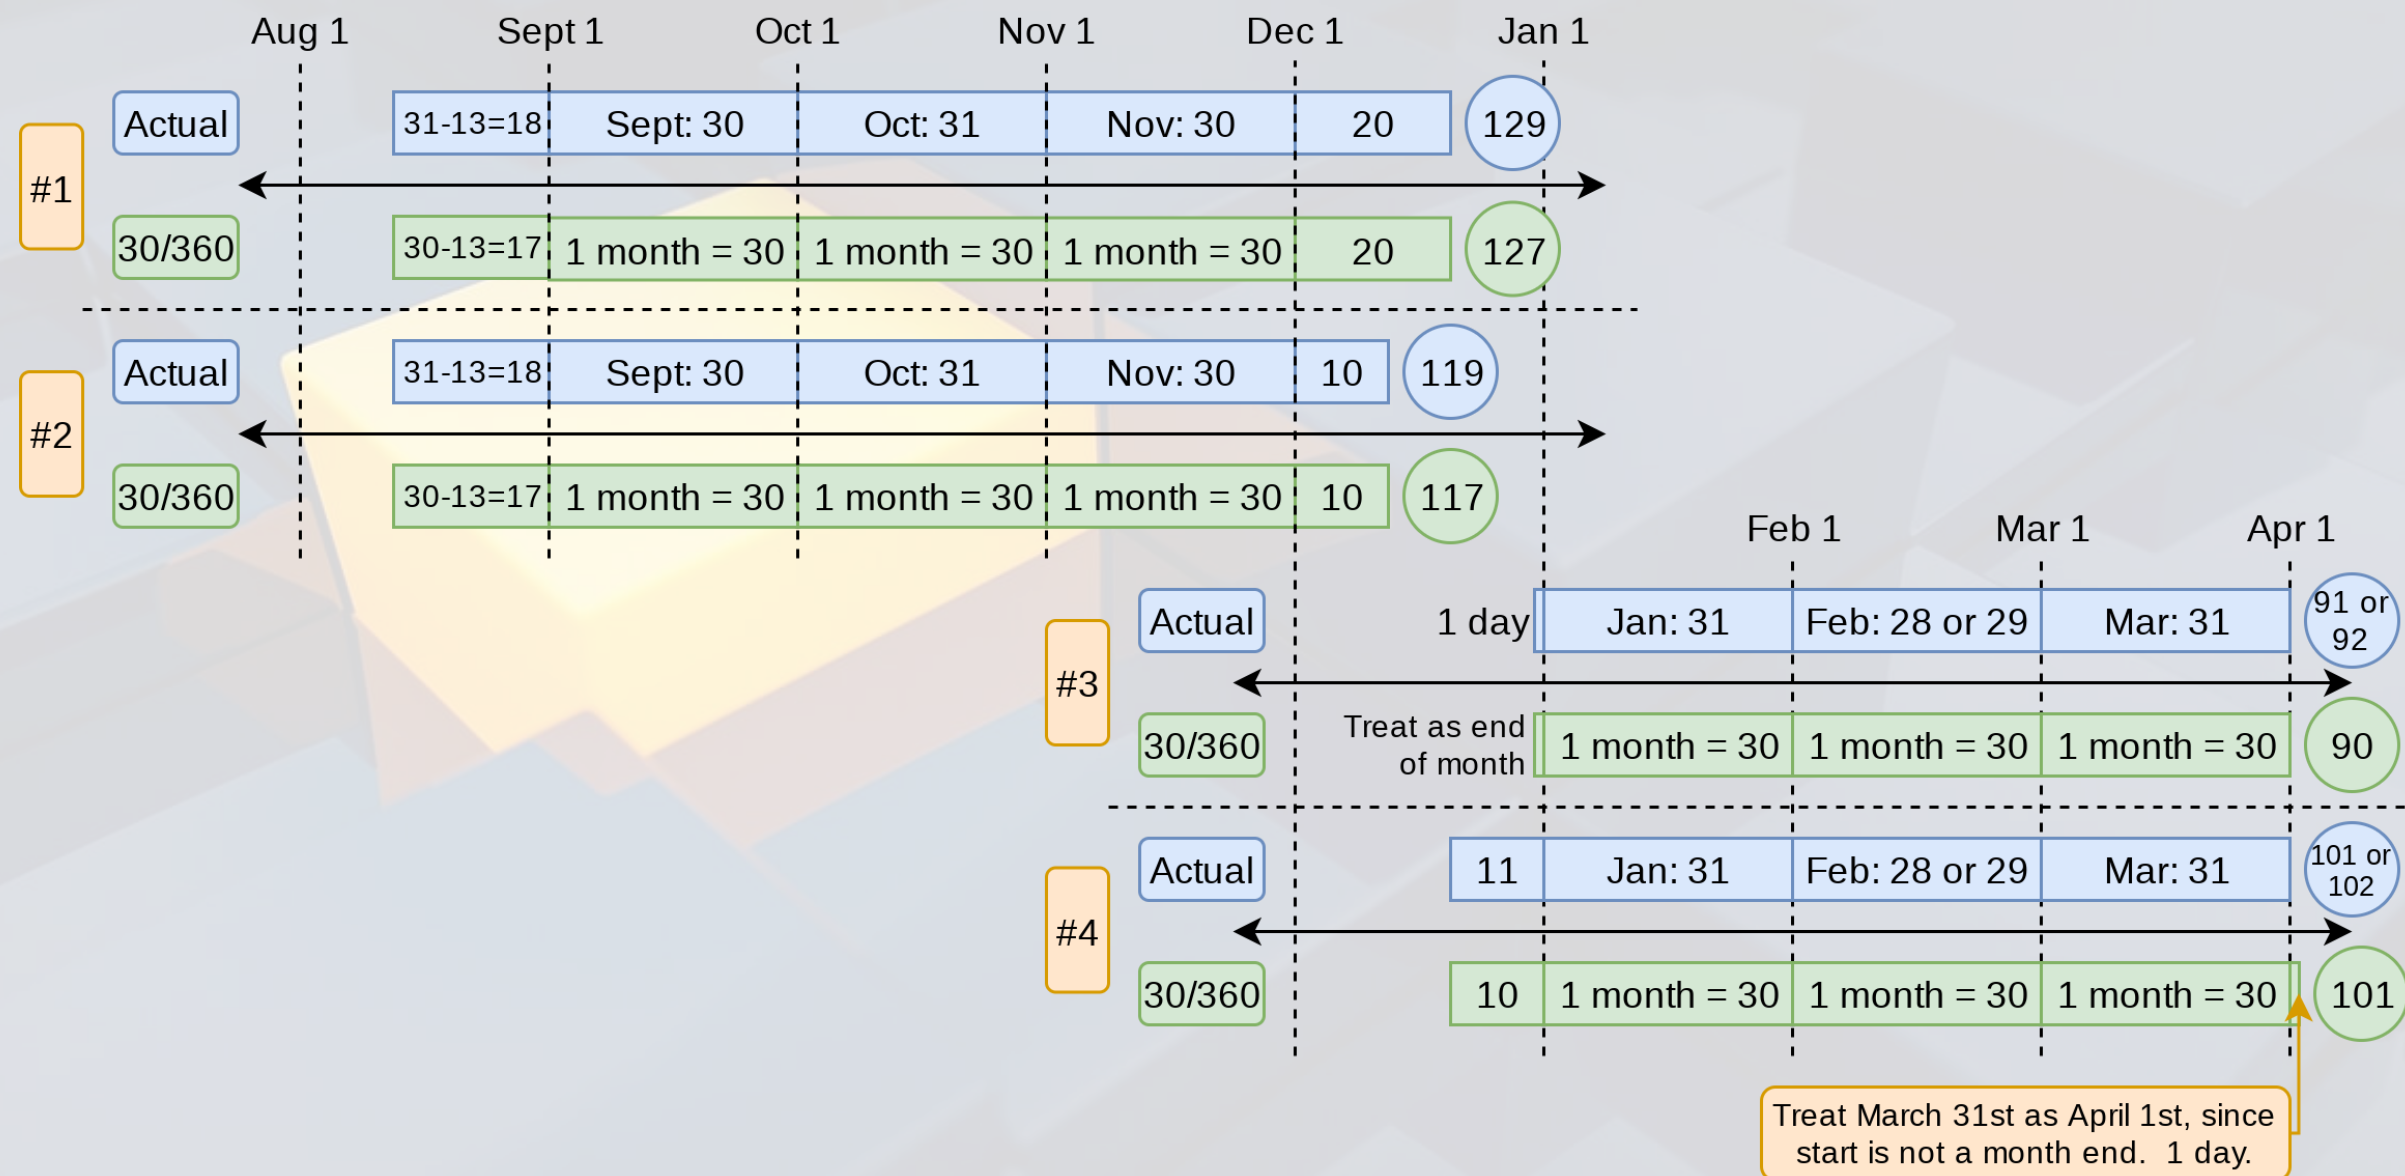 Aug 1
Sept 1
Oct 1
Nov 1
Dec 1
Jan 1
#1
Actual
31-13=18
Sept: 30
Oct: 31
Nov: 30
20
129
30/360
30-13=17
1 month = 30
1 month = 30
1 month = 30
20
127
#2
Actual
31-13=18
Sept: 30
Oct: 31
Nov: 30
10
119
30/360
30-13=17
1 month = 30
1 month = 30
1 month = 30
10
117
Feb 1
Mar 1
Apr 1
#3
Actual
1 day
Jan: 31
Feb: 28 or 29
Mar: 31
91 or
92
30/360
Treat as end
of month
1 month = 30
1 month = 30
1 month = 30
90
#4
Actual
11
Jan: 31
Feb: 28 or 29
Mar: 31
101 or
102
30/360
10
1 month = 30
1 month = 30
1 month = 30
101
Treat March 31st as April 1st, since
start is not a month end.  1 day.